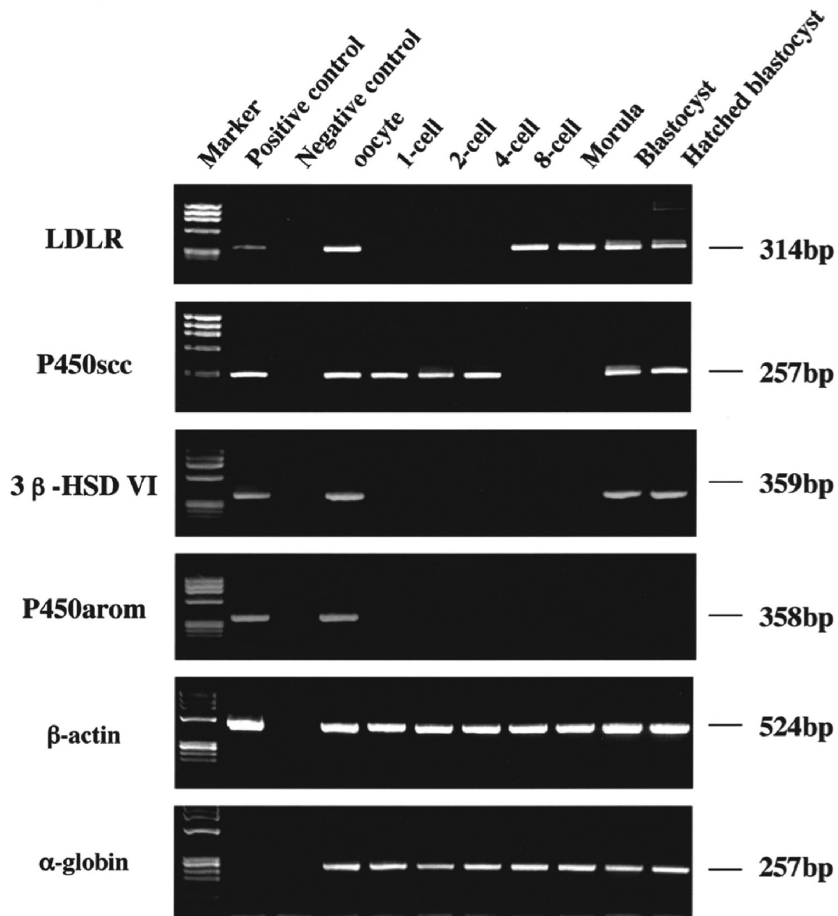 Marker
Positive control
Negative control
oocyte
1-cell
2-cell
4-cell
8-cell
Morula
Blastocyst
Hatched blastocyst
LDLR
314bp
P450scc
257bp
3 β -HSD VI
359bp
P450arom
358bp
β-actin
524bp
α-globin
257bp